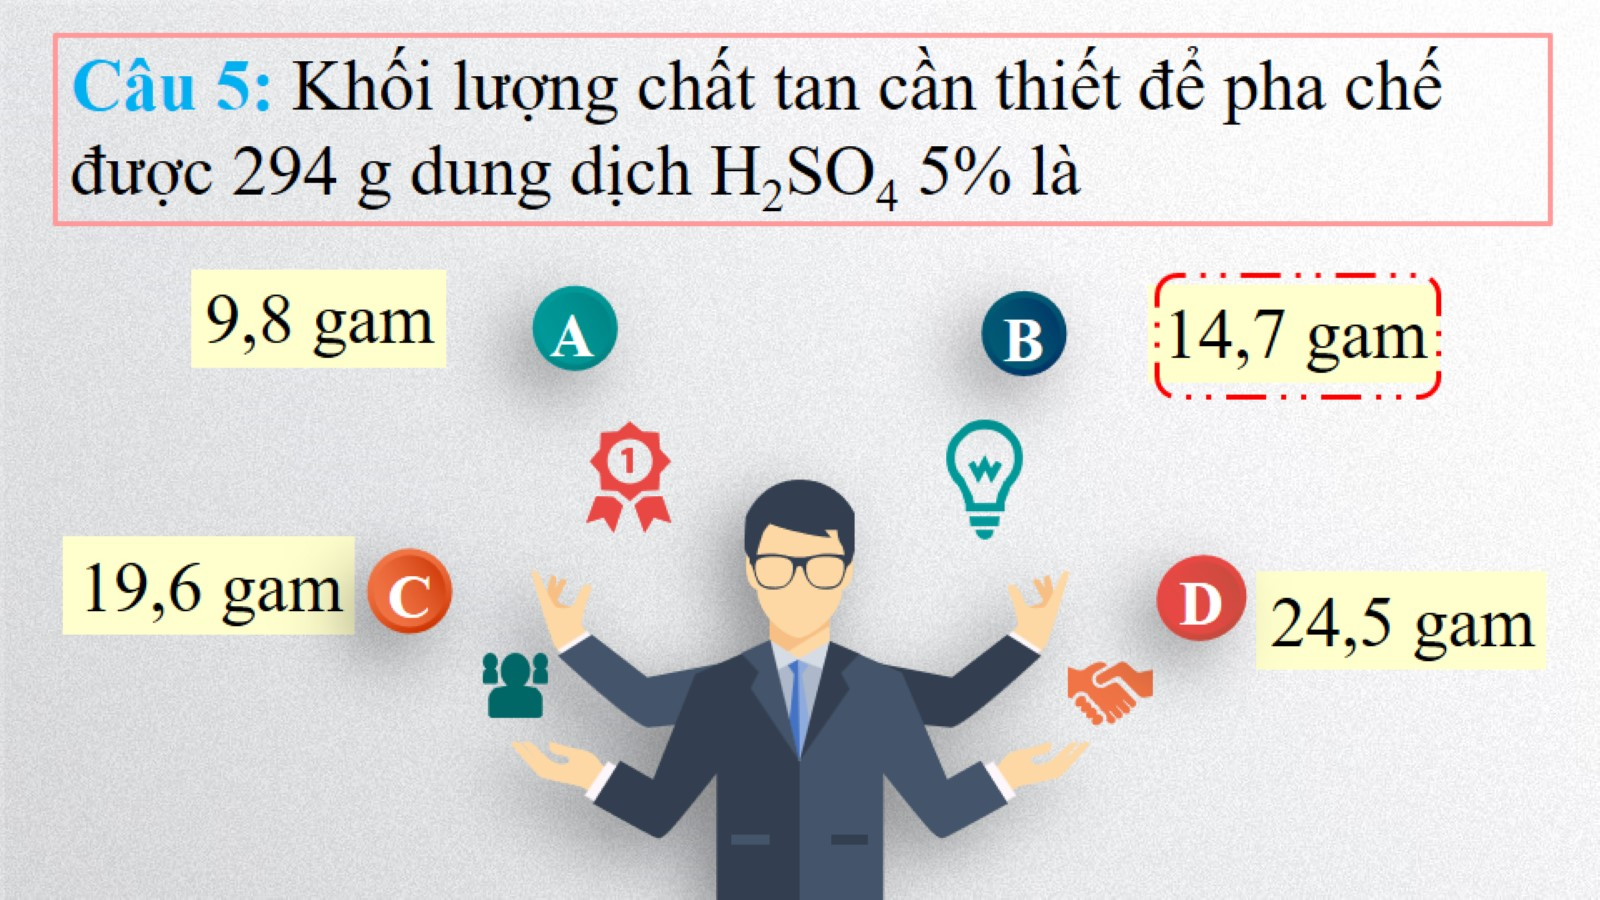 Câu 5: Khối lượng chất tan cần thiết để pha chế
được 294 g dung dịch H₂SO₄ 5% là
9,8 gam
A
B
14,7 gam
1
19,6 gam
C
D
24,5 gam